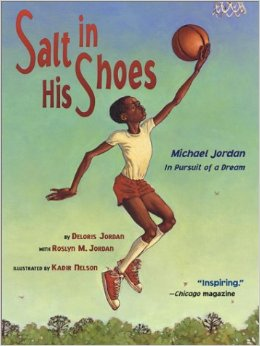 Salt in
His Shoes
Michael Jordan
In Pursuit of a Dream
BY DELORIS JORDAN
WITH ROSLYN M. JORDAN
ILLUSTRATED BY KADIR NELSON
"Inspiring."
—Chicago magazine